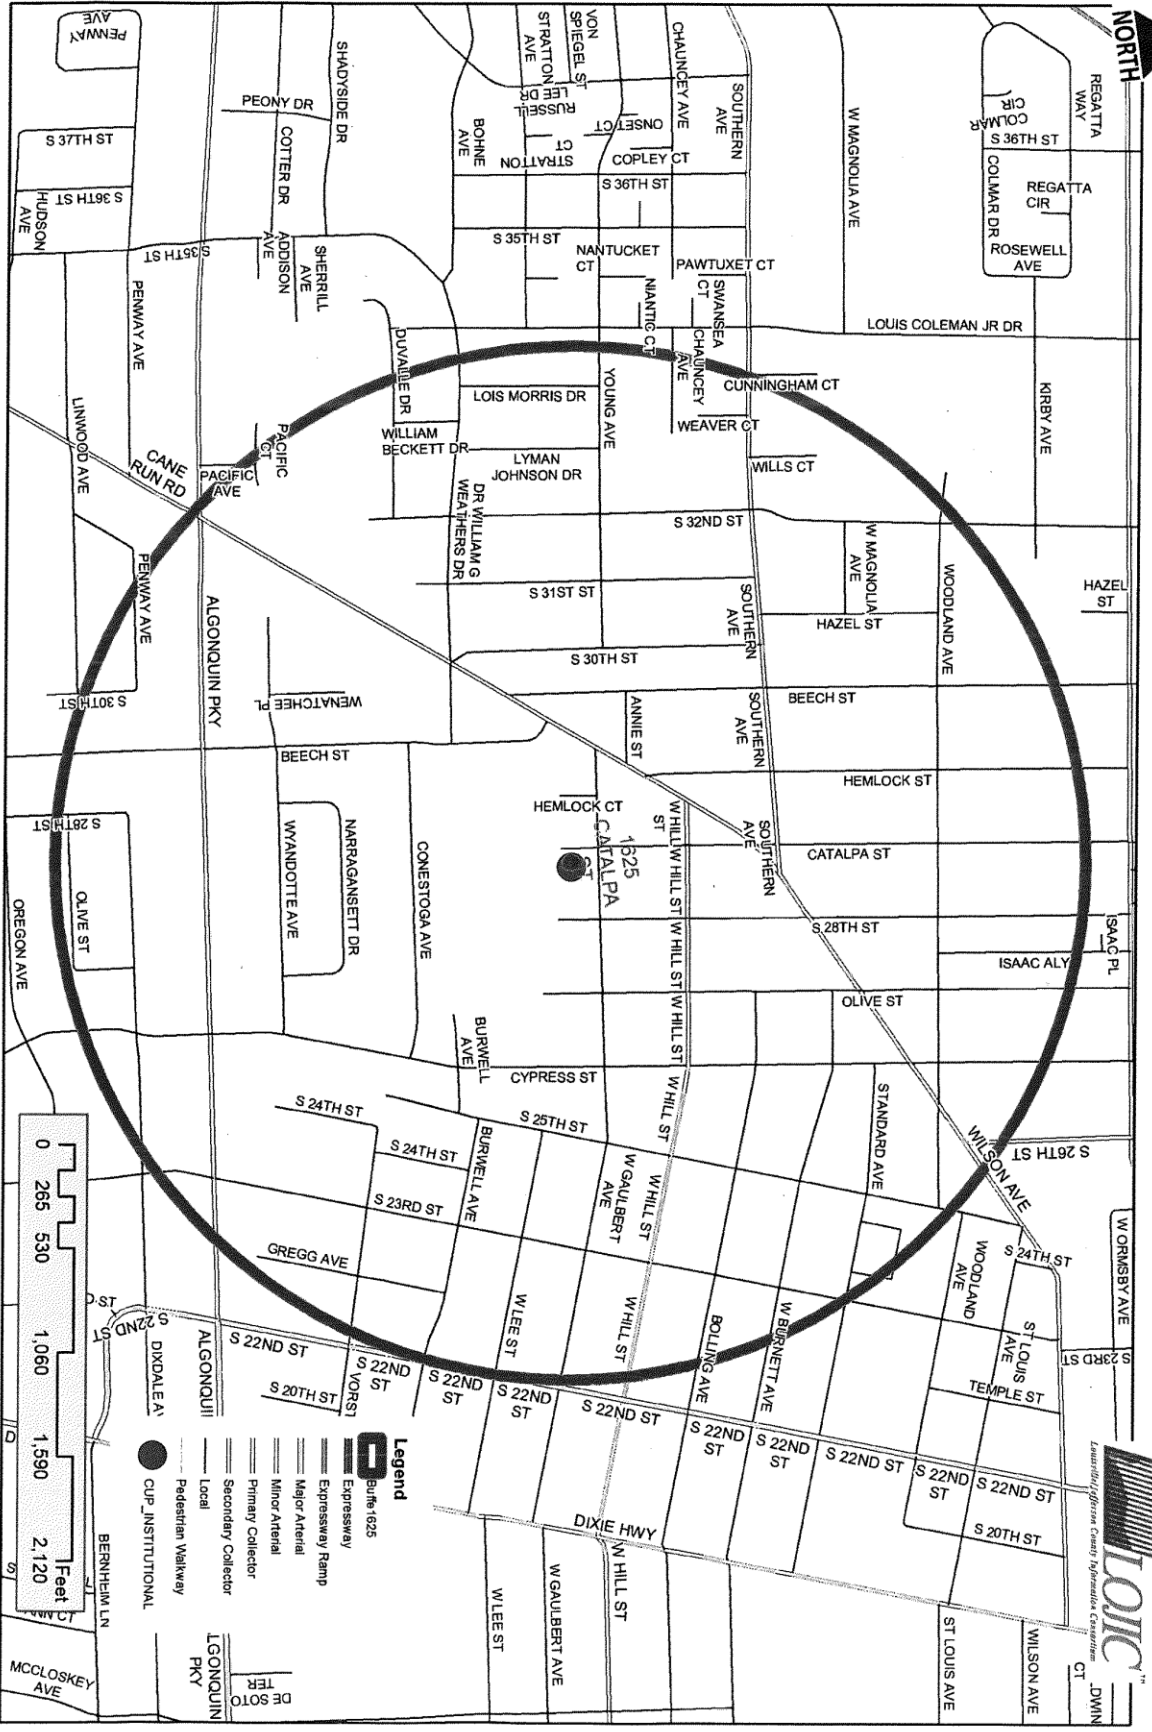 NORTH
PENWAY
AVE
VON
SPIEGEL ST
STRATTON
AVE
CHAUNCEY AVE
SOUTHERN
AVE
W MAGNOLIA AVE
REGATTA
WAY
COLMAR
CIR
S 36TH ST
SHADYSIDE DR
PEONY DR
RUSSELL
LEE DR
ONSET CT
S 37TH ST
COTTER DR
BOHNE
AVE
STRATTON
CT
COPLEY CT
COLMAR DR
REGATTA
CIR
S 36TH ST
S 36TH ST
HUDSON
AVE
S 35TH ST
ADDISON
AVE
SHERRILL
AVE
S 35TH ST
NANTUCKET
CT
PAWTUXET CT
ROSEWELL
AVE
PENWAY AVE
NIANTIC CT
SWANSEA
CT
LOUIS COLEMAN JR DR
DUVALLE DR
CHAUNCEY
AVE
CUNNINGHAM CT
LINWOOD AVE
LOIS MORRIS DR
YOUNG AVE
WEAVER CT
KIRBY AVE
PACIFIC
CT
WILLIAM
BECKETT DR
LYMAN
JOHNSON DR
WILLS CT
CANE
RUN RD
PACIFIC
AVE
DR WILLIAM G
WEATHERS DR
S 32ND ST
W MAGNOLIA
AVE
PENWAY AVE
S 31ST ST
SOUTHERN
AVE
HAZEL ST
WOODLAND AVE
HAZEL
ST
ALGONQUIN PKY
S 30TH ST
S 30TH ST
WENATCHEE PL
ANNIE ST
SOUTHERN
AVE
BEECH ST
BEECH ST
HEMLOCK ST
HEMLOCK CT
W HILL
ST
W HILL ST
W HILL ST
W HILL ST
SOUTHERN
AVE
CATALPA ST
S 28TH ST
WYANDOTTE AVE
NARRAGANSETT DR
CONESTOGA AVE
1625
CATALPA
ST
OREGON AVE
OLIVE ST
S 28TH ST
ISAAC ALY
ISAAC PL
OLIVE ST
BURWELL
AVE
CYPRESS ST
W HILL ST
STANDARD AVE
S 24TH ST
S 25TH ST
S 24TH ST
BURWELL AVE
W GAULBERT
AVE
W HILL ST
WILSON AVE
S 26TH ST
S 23RD ST
GREGG AVE
WOODLAND
AVE
S 24TH ST
W ORMSBY AVE
W LEE ST
W HILL ST
BOLLING AVE
W BURNETT AVE
ST LOUIS
AVE
S 23RD ST
D ST
S 22ND ST
DIXDALE AV
ALGONQUI
S 22ND ST
S 22ND
ST
S 22ND
ST
S 22ND
ST
S 22ND ST
S 22ND
ST
S 22ND
ST
S 22ND ST
S 22ND
ST
S 22ND ST
TEMPLE ST
S 20TH ST
VORST
S 20TH ST
DIXIE HWY
W HILL ST
W LEE ST
W GAULBERT AVE
ST LOUIS AVE
WILSON AVE
DWIN
CT
BERNHEIM LN
MCCLOSKEY
AVE
LGONQUIN
PKY
DE SOTO
TER
NN CT
D
S
LOJIC™
Louisville/Jefferson County Information Consortium
Legend
Buffe1625
Expressway
Expressway Ramp
Major Arterial
Minor Arterial
Primary Collector
Secondary Collector
Local
Pedestrian Walkway
CUP_INSTITUTIONAL
Feet
0 265 530 1,060 1,590 2,120